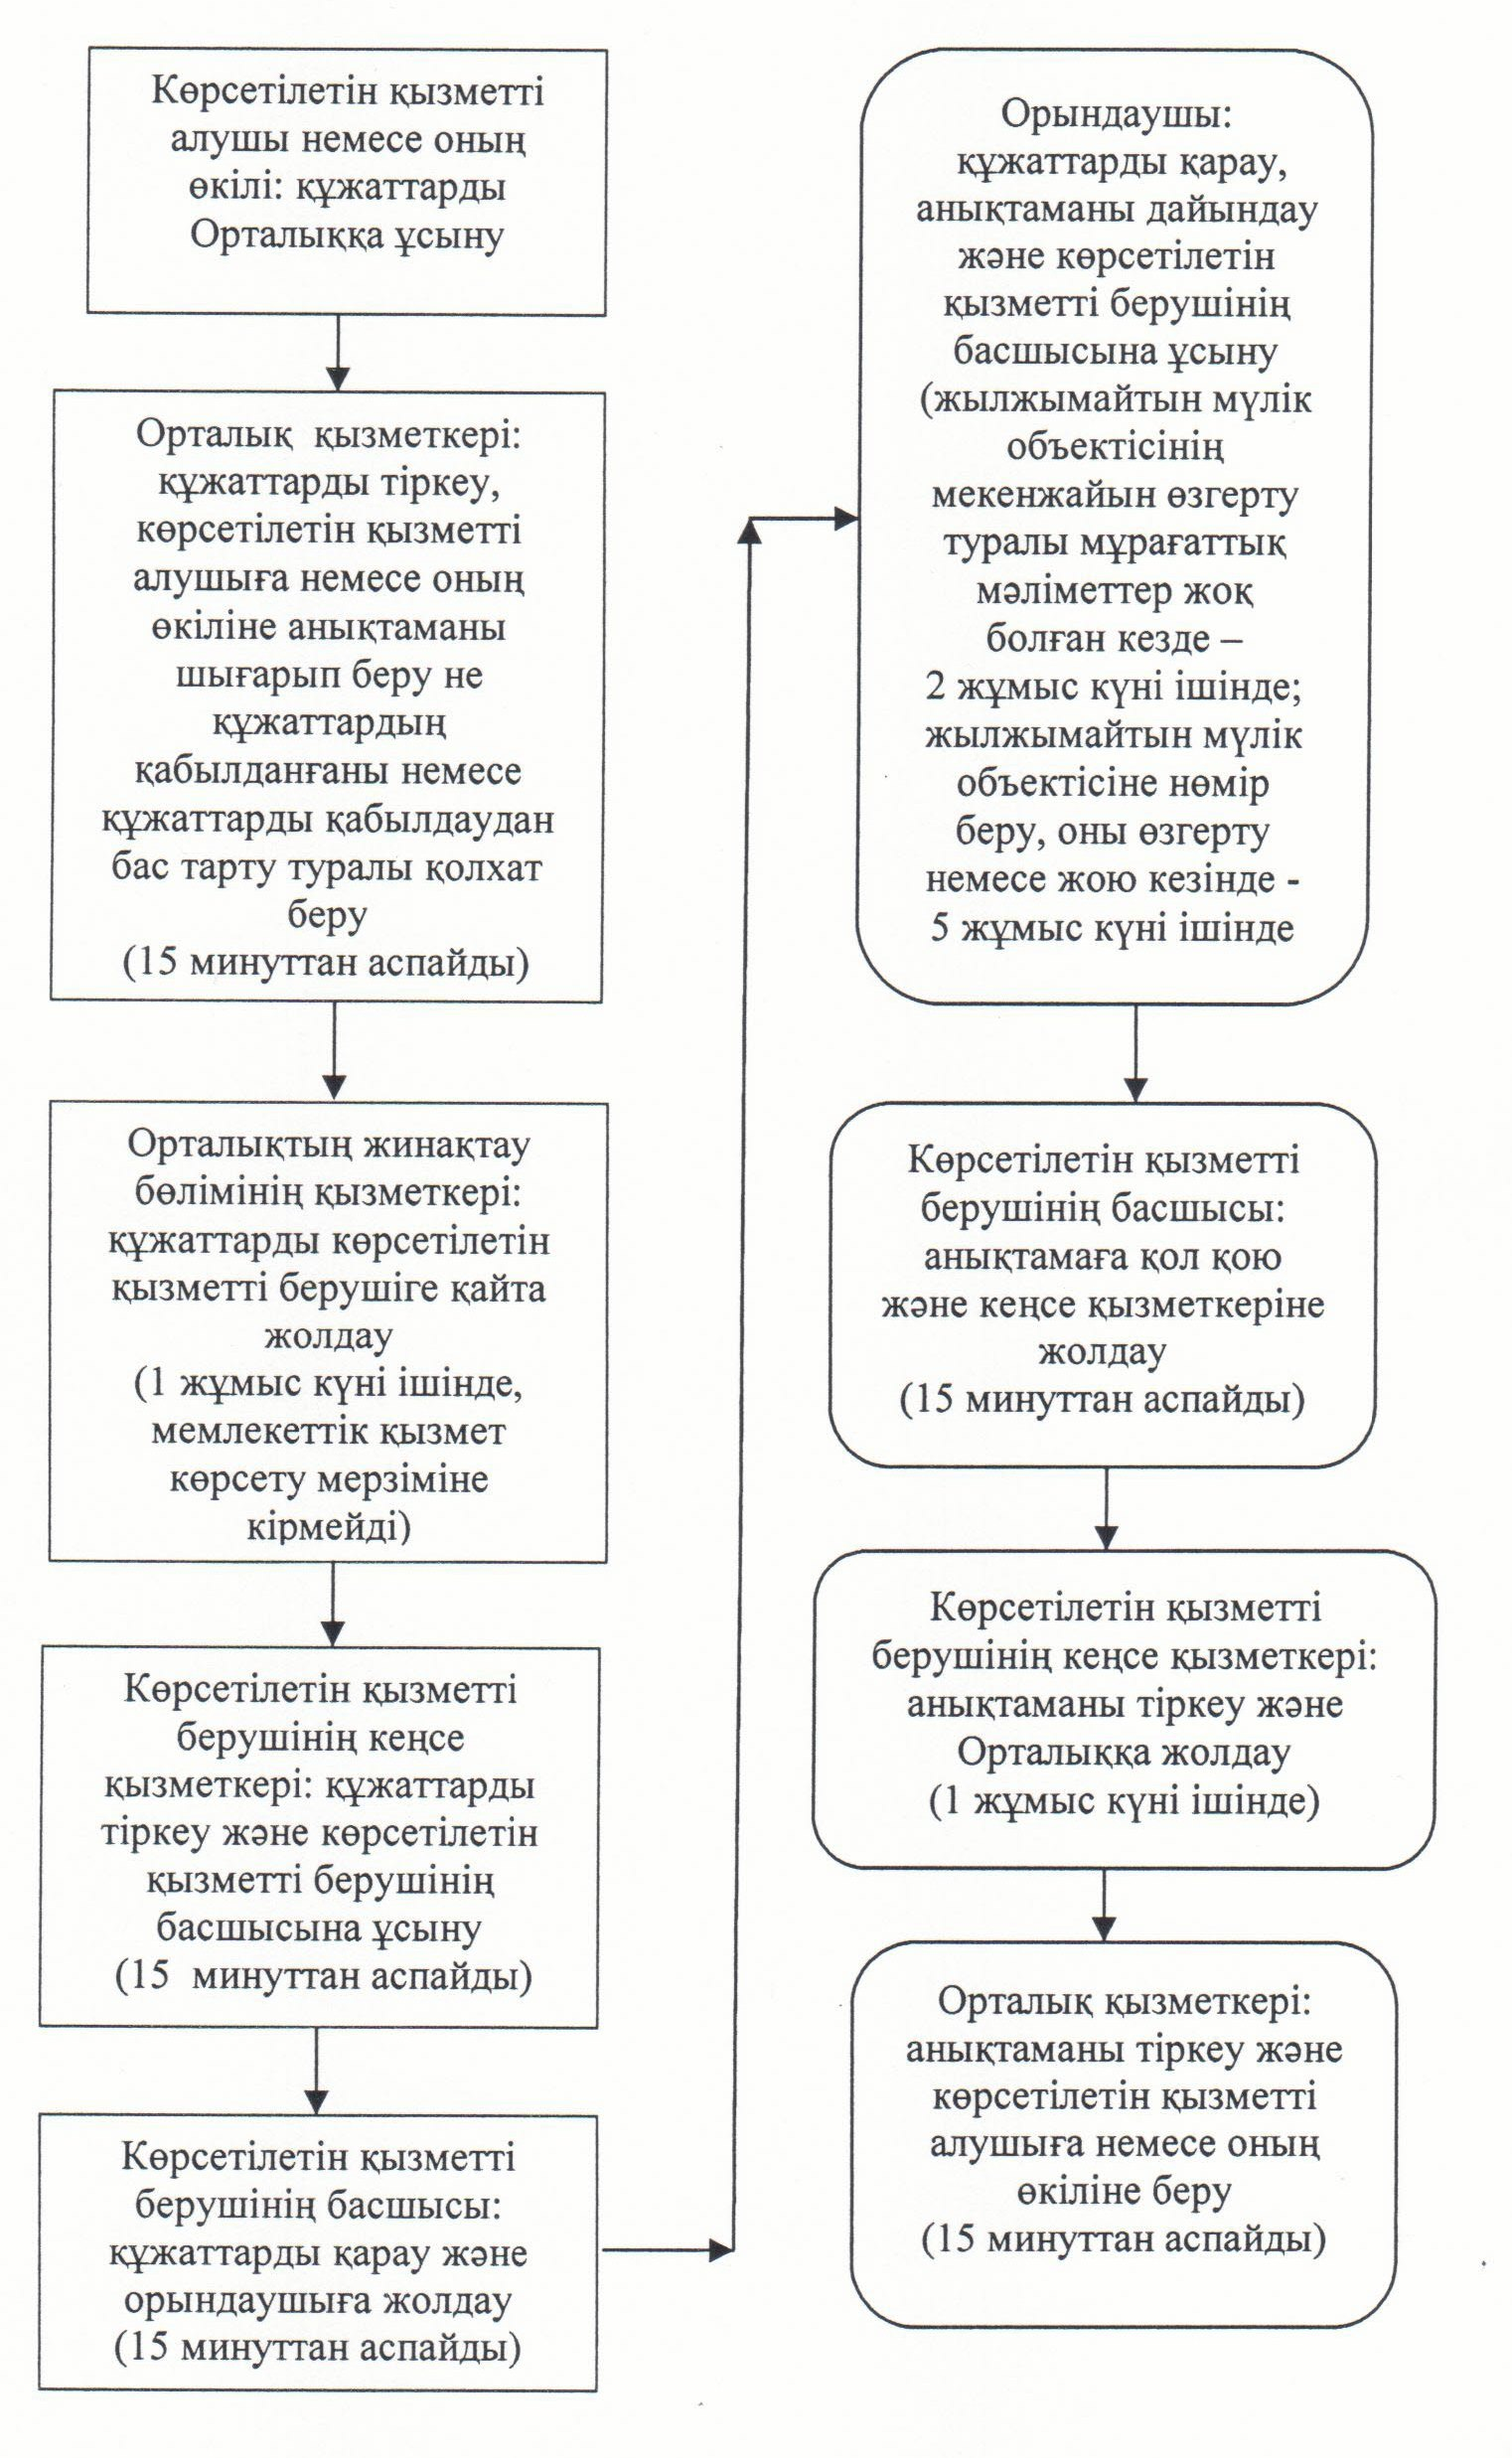 Көрсетілетін қызметті
алушы немесе оның
өкілі: құжаттарды
Орталыққа ұсыну
Орталық қызметкері:
құжаттарды тіркеу,
көрсетілетін қызметті
алушыға немесе оның
өкіліне анықтаманы
шығарып беру не
құжаттардың
қабылданғаны немесе
құжаттарды қабылдаудан
бас тарту туралы қолхат
беру
(15 минуттан аспайды)
Орталықтың жинақтау
бөлімінің қызметкері:
құжаттарды көрсетілетін
қызметті берушіге қайта
жолдау
(1 жұмыс күні ішінде,
мемлекеттік қызмет
көрсету мерзіміне
кірмейді)
Көрсетілетін қызметті
берушінің кеңсе
қызметкері: құжаттарды
тіркеу және көрсетілетін
қызметті берушінің
басшысына ұсыну
(15 минуттан аспайды)
Көрсетілетін қызметті
берушінің басшысы:
құжаттарды қарау және
орындаушыға жолдау
(15 минуттан аспайды)
Орындаушы:
құжаттарды қарау,
анықтаманы дайындау
және көрсетілетін
қызметті берушінің
басшысына ұсыну
(жылжымайтын мүлік
объектісінің
мекенжайын өзгерту
туралы мұрағаттық
мәліметтер жоқ
болған кезде –
2 жұмыс күні ішінде;
жылжымайтын мүлік
объектісіне нөмір
беру, оны өзгерту
немесе жою кезінде -
5 жұмыс күні ішінде
Көрсетілетін қызметті
берушінің басшысы:
анықтамаға қол қою
және кеңсе қызметкеріне
жолдау
(15 минуттан аспайды)
Көрсетілетін қызметті
берушінің кеңсе қызметкері:
анықтаманы тіркеу және
Орталыққа жолдау
(1 жұмыс күні ішінде)
Орталық қызметкері:
анықтаманы тіркеу және
көрсетілетін қызметті
алушыға немесе оның
өкіліне беру
(15 минуттан аспайды)